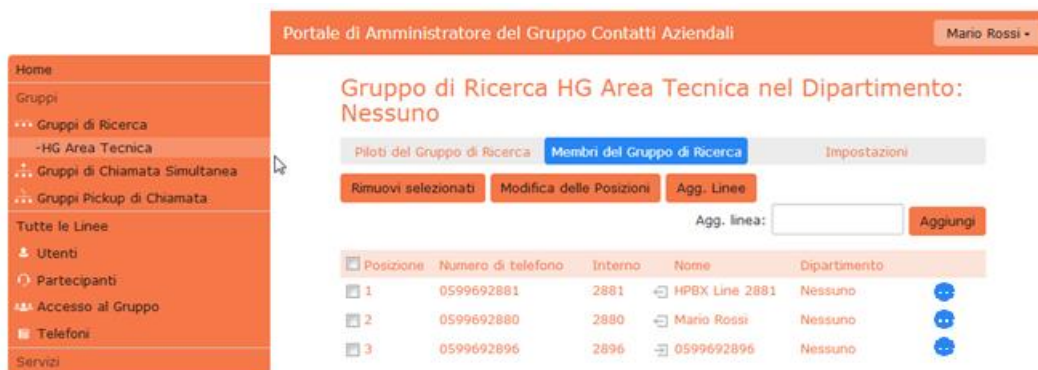 Portale di Amministratore del Gruppo Contatti Aziendali
Mario Rossi
Home
Gruppi
Gruppi di Ricerca
-HG Area Tecnica
Gruppi di Chiamata Simultanea
Gruppi Pickup di Chiamata
Tutte le Linee
Utenti
Partecipanti
Accesso al Gruppo
Telefoni
Servizi
Gruppo di Ricerca HG Area Tecnica nel Dipartimento:
Nessuno
Piloti del Gruppo di Ricerca Membri del Gruppo di Ricerca Impostazioni
Rimuovi selezionati Modifica delle Posizioni Agg. Linee
Agg. linea: Aggiungi
Posizione Numero di telefono Interno Nome Dipartimento
1 0599692881 2881 HPBX Line 2881 Nessuno
2 0599692880 2880 Mario Rossi Nessuno
3 0599692896 2896 0599692896 Nessuno